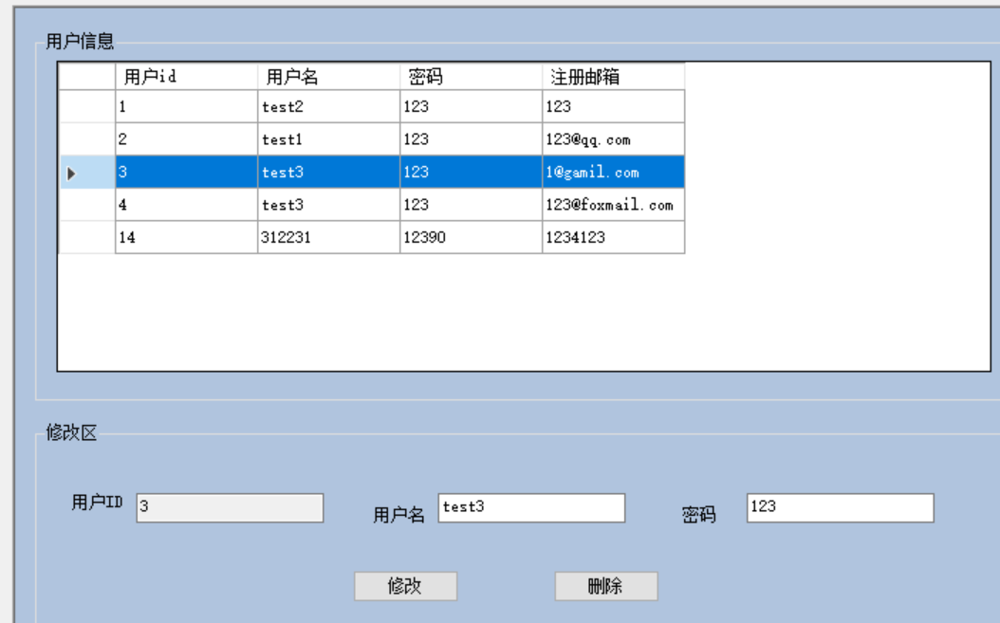 用户信息
用户id 用户名 密码 注册邮箱
1 test2 123 123
2 test1 123 123@qq.com
3 test3 123 1@gamil.com
4 test3 123 123@foxmail.com
14 312231 12390 1234123
修改区
用户ID 3 用户名 test3 密码 123
修改 删除